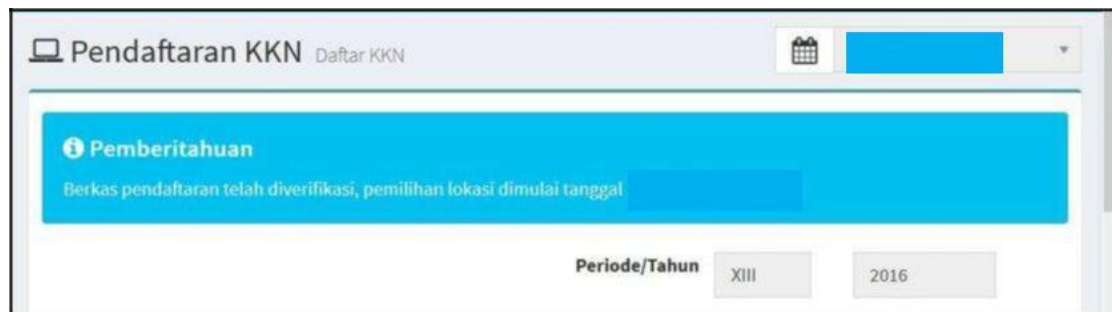 Pendaftaran KKN Daftar KKN
Pemberitahuan
Berkas pendaftaran telah diverifikasi, pemilihan lokasi dimulai tanggal
Periode/Tahun XIII 2016